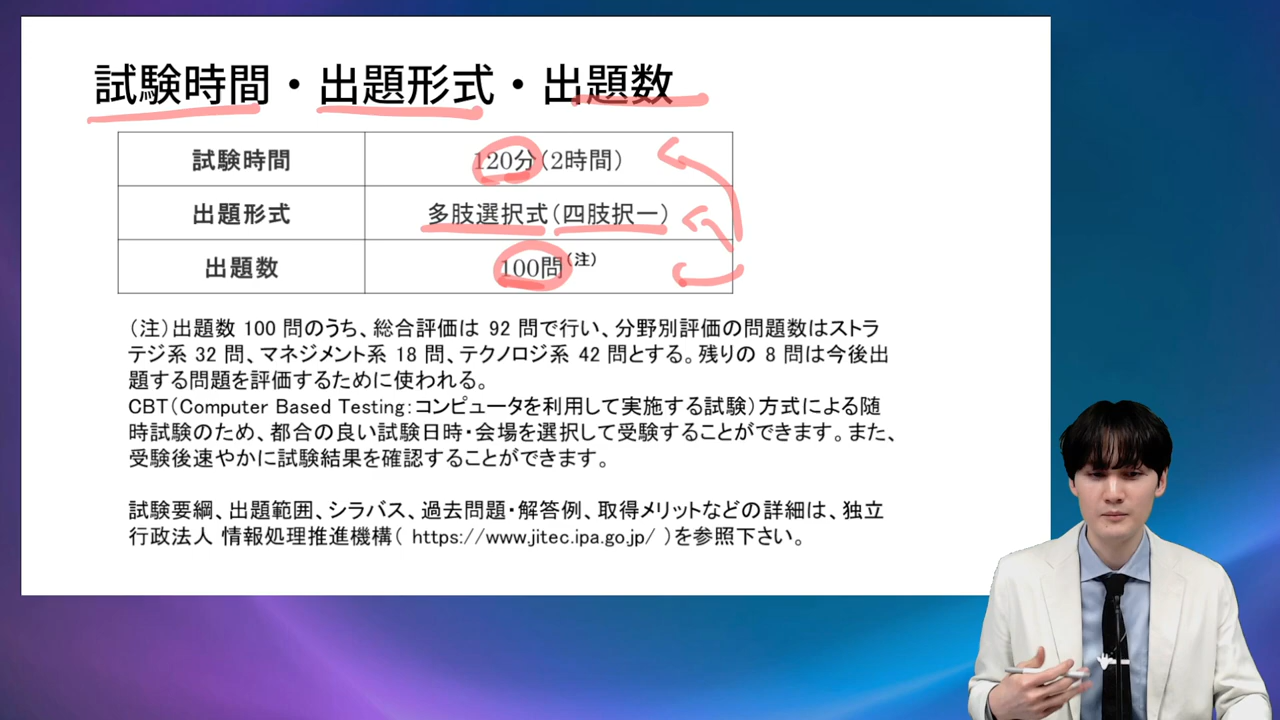 試験時間・出題形式・出題数
試験時間 120分(2時間)
出題形式 多肢選択式(四肢択一)
出題数 100問(注)
(注)出題数 100 問のうち、総合評価は 92 問で行い、分野別評価の問題数はストラ
テジ系 32 問、マネジメント系 18 問、テクノロジ系 42 問とする。残りの 8 問は今後出
題する問題を評価するために使われる。
CBT(Computer Based Testing:コンピュータを利用して実施する試験)方式による随
時試験のため、都合の良い試験日時・会場を選択して受験することができます。また、
受験後速やかに試験結果を確認することができます。
試験要綱、出題範囲、シラバス、過去問題・解答例、取得メリットなどの詳細は、独立
行政法人 情報処理推進機構( https://www.jitec.ipa.go.jp/ )を参照下さい。